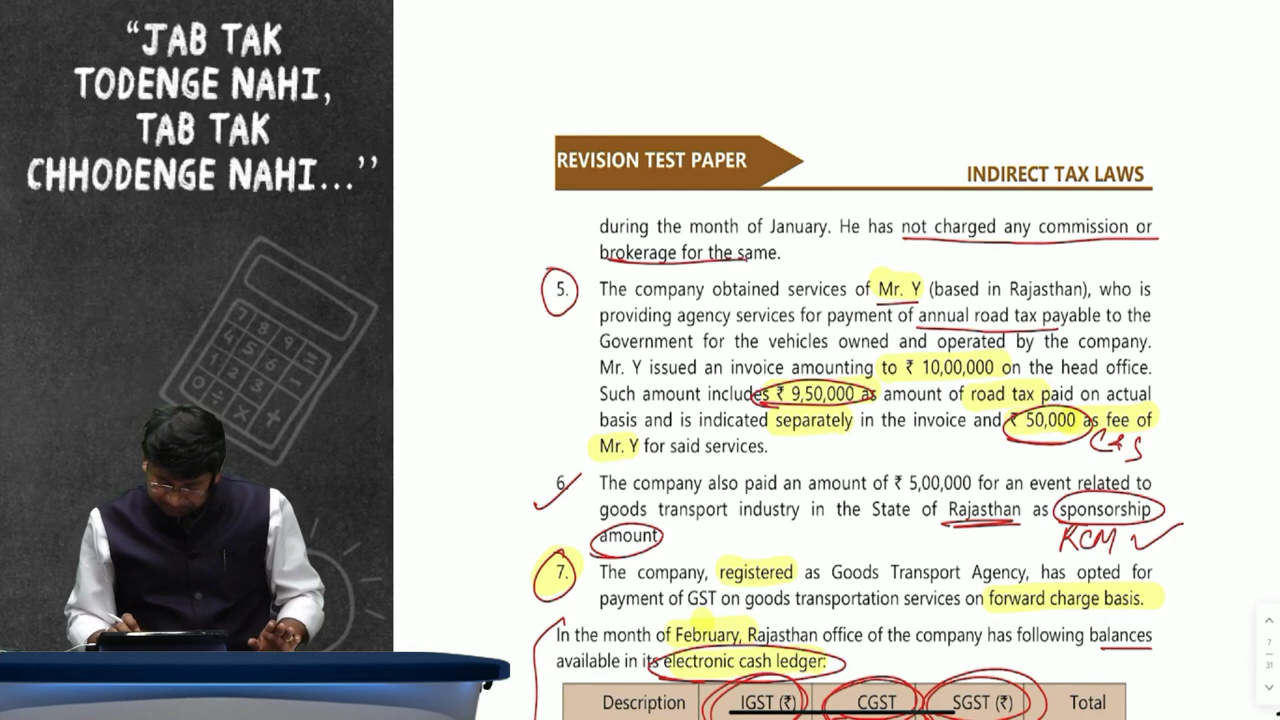 “JAB TAK
TODENGE NAHI,
TAB TAK
CHHODENGE NAHI...’’
REVISION TEST PAPER
INDIRECT TAX LAWS
during the month of January. He has not charged any commission or
brokerage for the same.
5. The company obtained services of Mr. Y (based in Rajasthan), who is
providing agency services for payment of annual road tax payable to the
Government for the vehicles owned and operated by the company.
Mr. Y issued an invoice amounting to ₹ 10,00,000 on the head office.
Such amount includes ₹ 9,50,000 as amount of road tax paid on actual
basis and is indicated separately in the invoice and ₹ 50,000 as fee of
C+S
Mr. Y for said services.
6. The company also paid an amount of ₹ 5,00,000 for an event related to
goods transport industry in the State of Rajasthan as sponsorship
amount
RCM
7. The company, registered as Goods Transport Agency, has opted for
payment of GST on goods transportation services on forward charge basis.
In the month of February, Rajasthan office of the company has following balances
available in its electronic cash ledger:
Description IGST (₹) CGST SGST (₹) Total
7
31